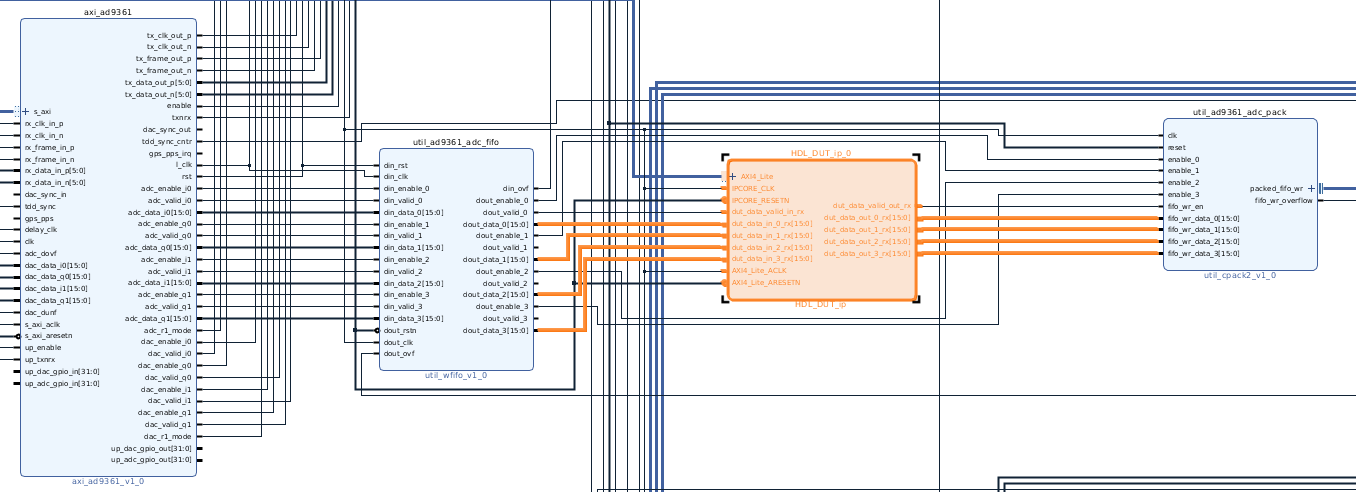 axi_ad9361
tx_clk_out_p
tx_clk_out_n
tx_frame_out_p
tx_frame_out_n
tx_data_out_p[5:0]
tx_data_out_n[5:0]
enable
txnrx
dac_sync_out
tdd_sync_cntr
gps_pps_irq
l_clk
rst
adc_enable_i0
adc_valid_i0
adc_data_i0[15:0]
adc_enable_q0
adc_valid_q0
adc_data_q0[15:0]
adc_enable_i1
adc_valid_i1
adc_data_i1[15:0]
adc_enable_q1
adc_valid_q1
adc_data_q1[15:0]
adc_r1_mode
dac_enable_i0
dac_valid_i0
dac_enable_q0
dac_valid_q0
dac_enable_i1
dac_valid_i1
dac_enable_q1
dac_valid_q1
dac_r1_mode
up_dac_gpio_out[31:0]
up_adc_gpio_out[31:0]
s_axi
rx_clk_in_p
rx_clk_in_n
rx_frame_in_p
rx_frame_in_n
rx_data_in_p[5:0]
rx_data_in_n[5:0]
dac_sync_in
tdd_sync
gps_pps
delay_clk
clk
adc_dovf
dac_data_i0[15:0]
dac_data_q0[15:0]
dac_data_i1[15:0]
dac_data_q1[15:0]
dac_dunf
s_axi_aclk
s_axi_aresetn
up_enable
up_txnrx
up_dac_gpio_in[31:0]
up_adc_gpio_in[31:0]
axi_ad9361_v1_0
util_ad9361_adc_fifo
din_rst
din_clk
din_enable_0
din_valid_0
din_data_0[15:0]
din_enable_1
din_valid_1
din_data_1[15:0]
din_enable_2
din_valid_2
din_data_2[15:0]
din_enable_3
din_valid_3
din_data_3[15:0]
dout_rstn
dout_clk
dout_ovf
din_ovf
dout_enable_0
dout_valid_0
dout_data_0[15:0]
dout_enable_1
dout_valid_1
dout_data_1[15:0]
dout_enable_2
dout_valid_2
dout_data_2[15:0]
dout_enable_3
dout_valid_3
dout_data_3[15:0]
util_wfifo_v1_0
HDL_DUT_ip_0
AXI4_Lite
IPCORE_CLK
IPCORE_RESETN
dut_data_valid_in_rx
dut_data_in_0_rx[15:0]
dut_data_in_1_rx[15:0]
dut_data_in_2_rx[15:0]
dut_data_in_3_rx[15:0]
AXI4_Lite_ACLK
AXI4_Lite_ARESETN
dut_data_valid_out_rx
dut_data_out_0_rx[15:0]
dut_data_out_1_rx[15:0]
dut_data_out_2_rx[15:0]
dut_data_out_3_rx[15:0]
HDL_DUT_ip
util_ad9361_adc_pack
clk
reset
enable_0
enable_1
enable_2
enable_3
fifo_wr_en
fifo_wr_data_0[15:0]
fifo_wr_data_1[15:0]
fifo_wr_data_2[15:0]
fifo_wr_data_3[15:0]
packed_fifo_wr
fifo_wr_overflow
util_cpack2_v1_0